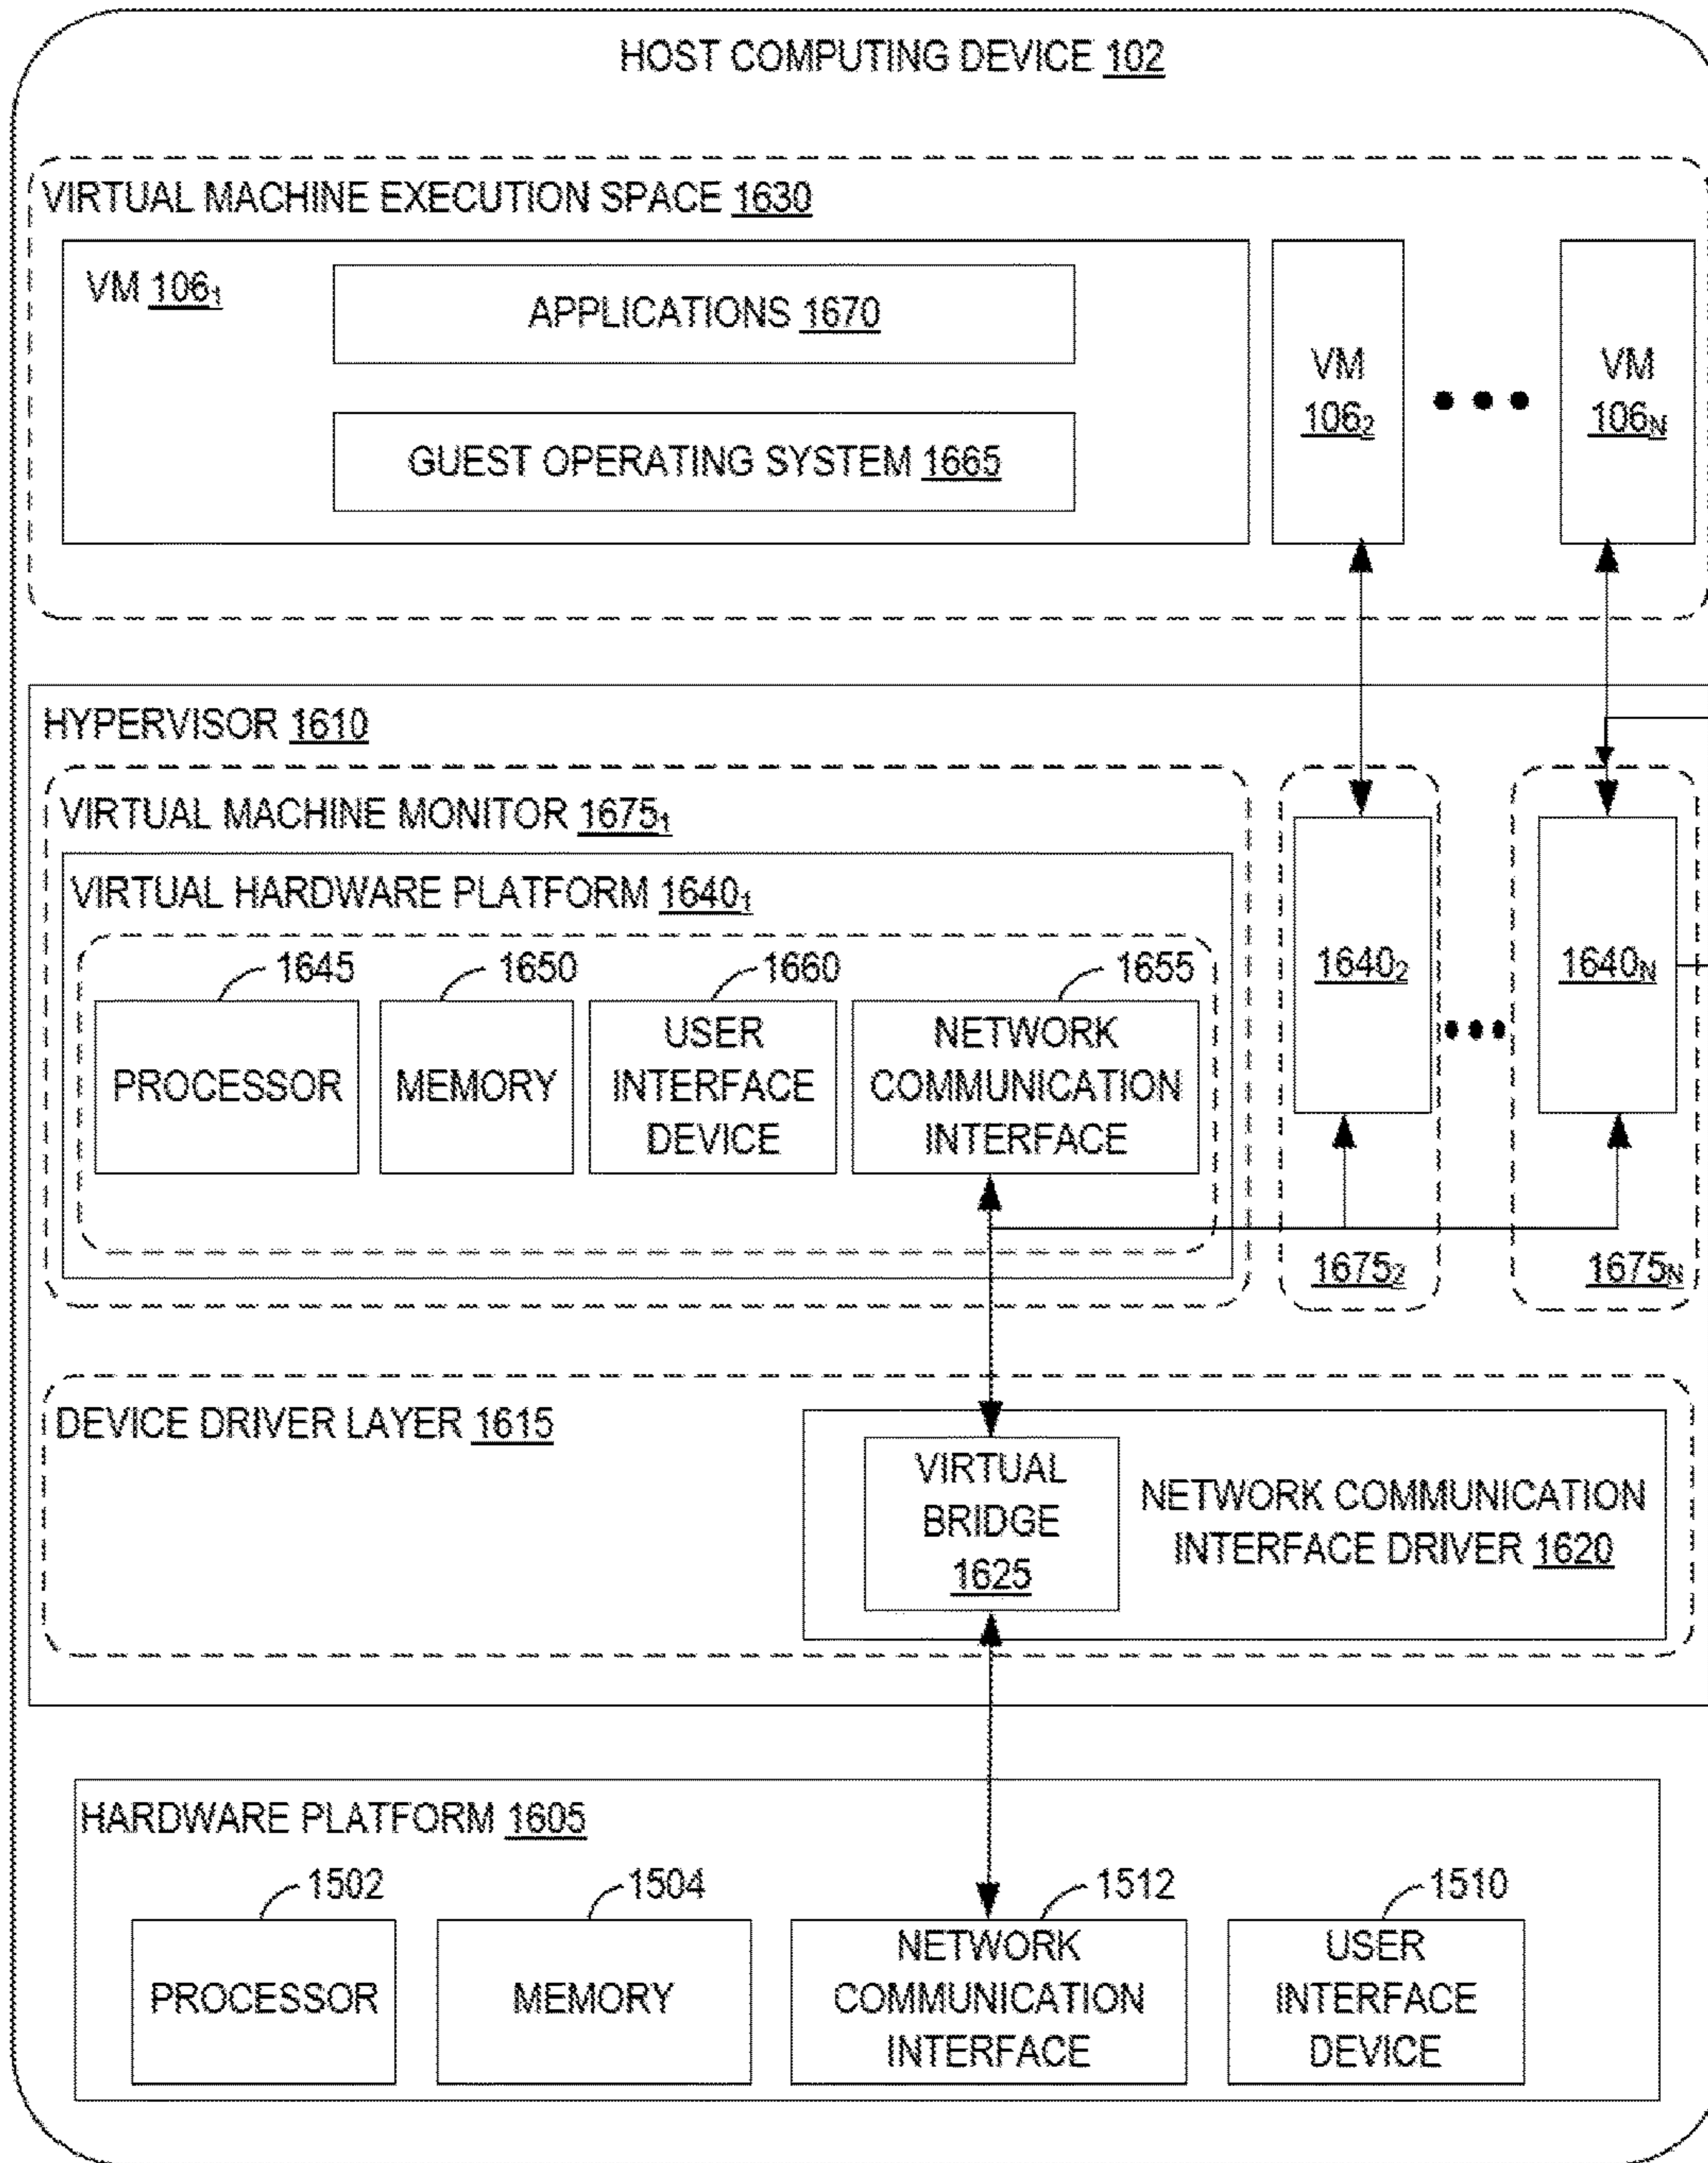 HOST COMPUTING DEVICE 102
VIRTUAL MACHINE EXECUTION SPACE 1630
VM 106₁
APPLICATIONS 1670
GUEST OPERATING SYSTEM 1665
VM
106₂
VM
106N
HYPERVISOR 1610
VIRTUAL MACHINE MONITOR 1675₁
VIRTUAL HARDWARE PLATFORM 1640₁
1645
1650
1660
1655
PROCESSOR
MEMORY
USER
INTERFACE
DEVICE
NETWORK
COMMUNICATION
INTERFACE
1640₂
1640N
1675₂
1675N
DEVICE DRIVER LAYER 1615
VIRTUAL
BRIDGE
1625
NETWORK COMMUNICATION
INTERFACE DRIVER 1620
HARDWARE PLATFORM 1605
1502
1504
1512
1510
PROCESSOR
MEMORY
NETWORK
COMMUNICATION
INTERFACE
USER
INTERFACE
DEVICE